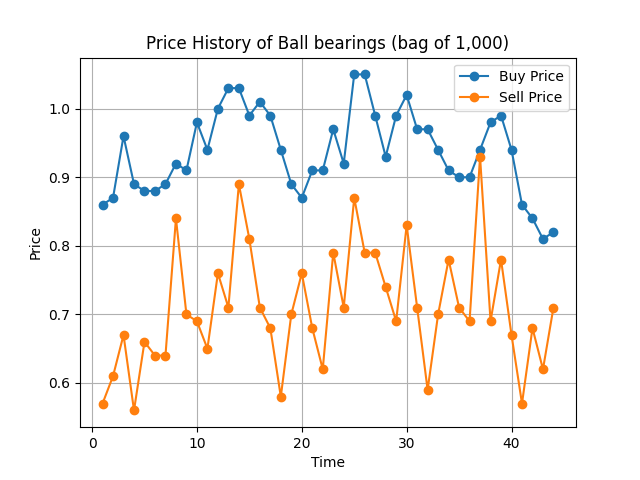 Price History of Ball bearings (bag of 1,000)
Buy Price
Sell Price
Price
1.0
0.9
0.8
0.7
0.6
0 10 20 30 40
Time